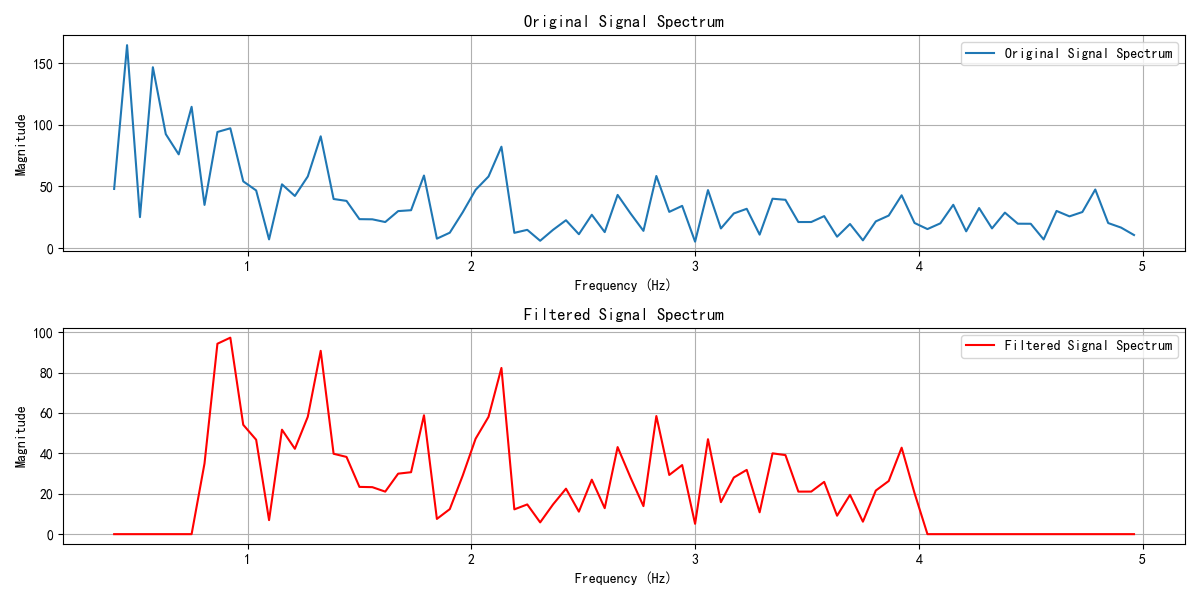 Original Signal Spectrum
Original Signal Spectrum
150
100
50
0
Magnitude
1 2 3 4 5
Frequency (Hz)
Filtered Signal Spectrum
Filtered Signal Spectrum
100
80
60
40
20
0
Magnitude
1 2 3 4 5
Frequency (Hz)